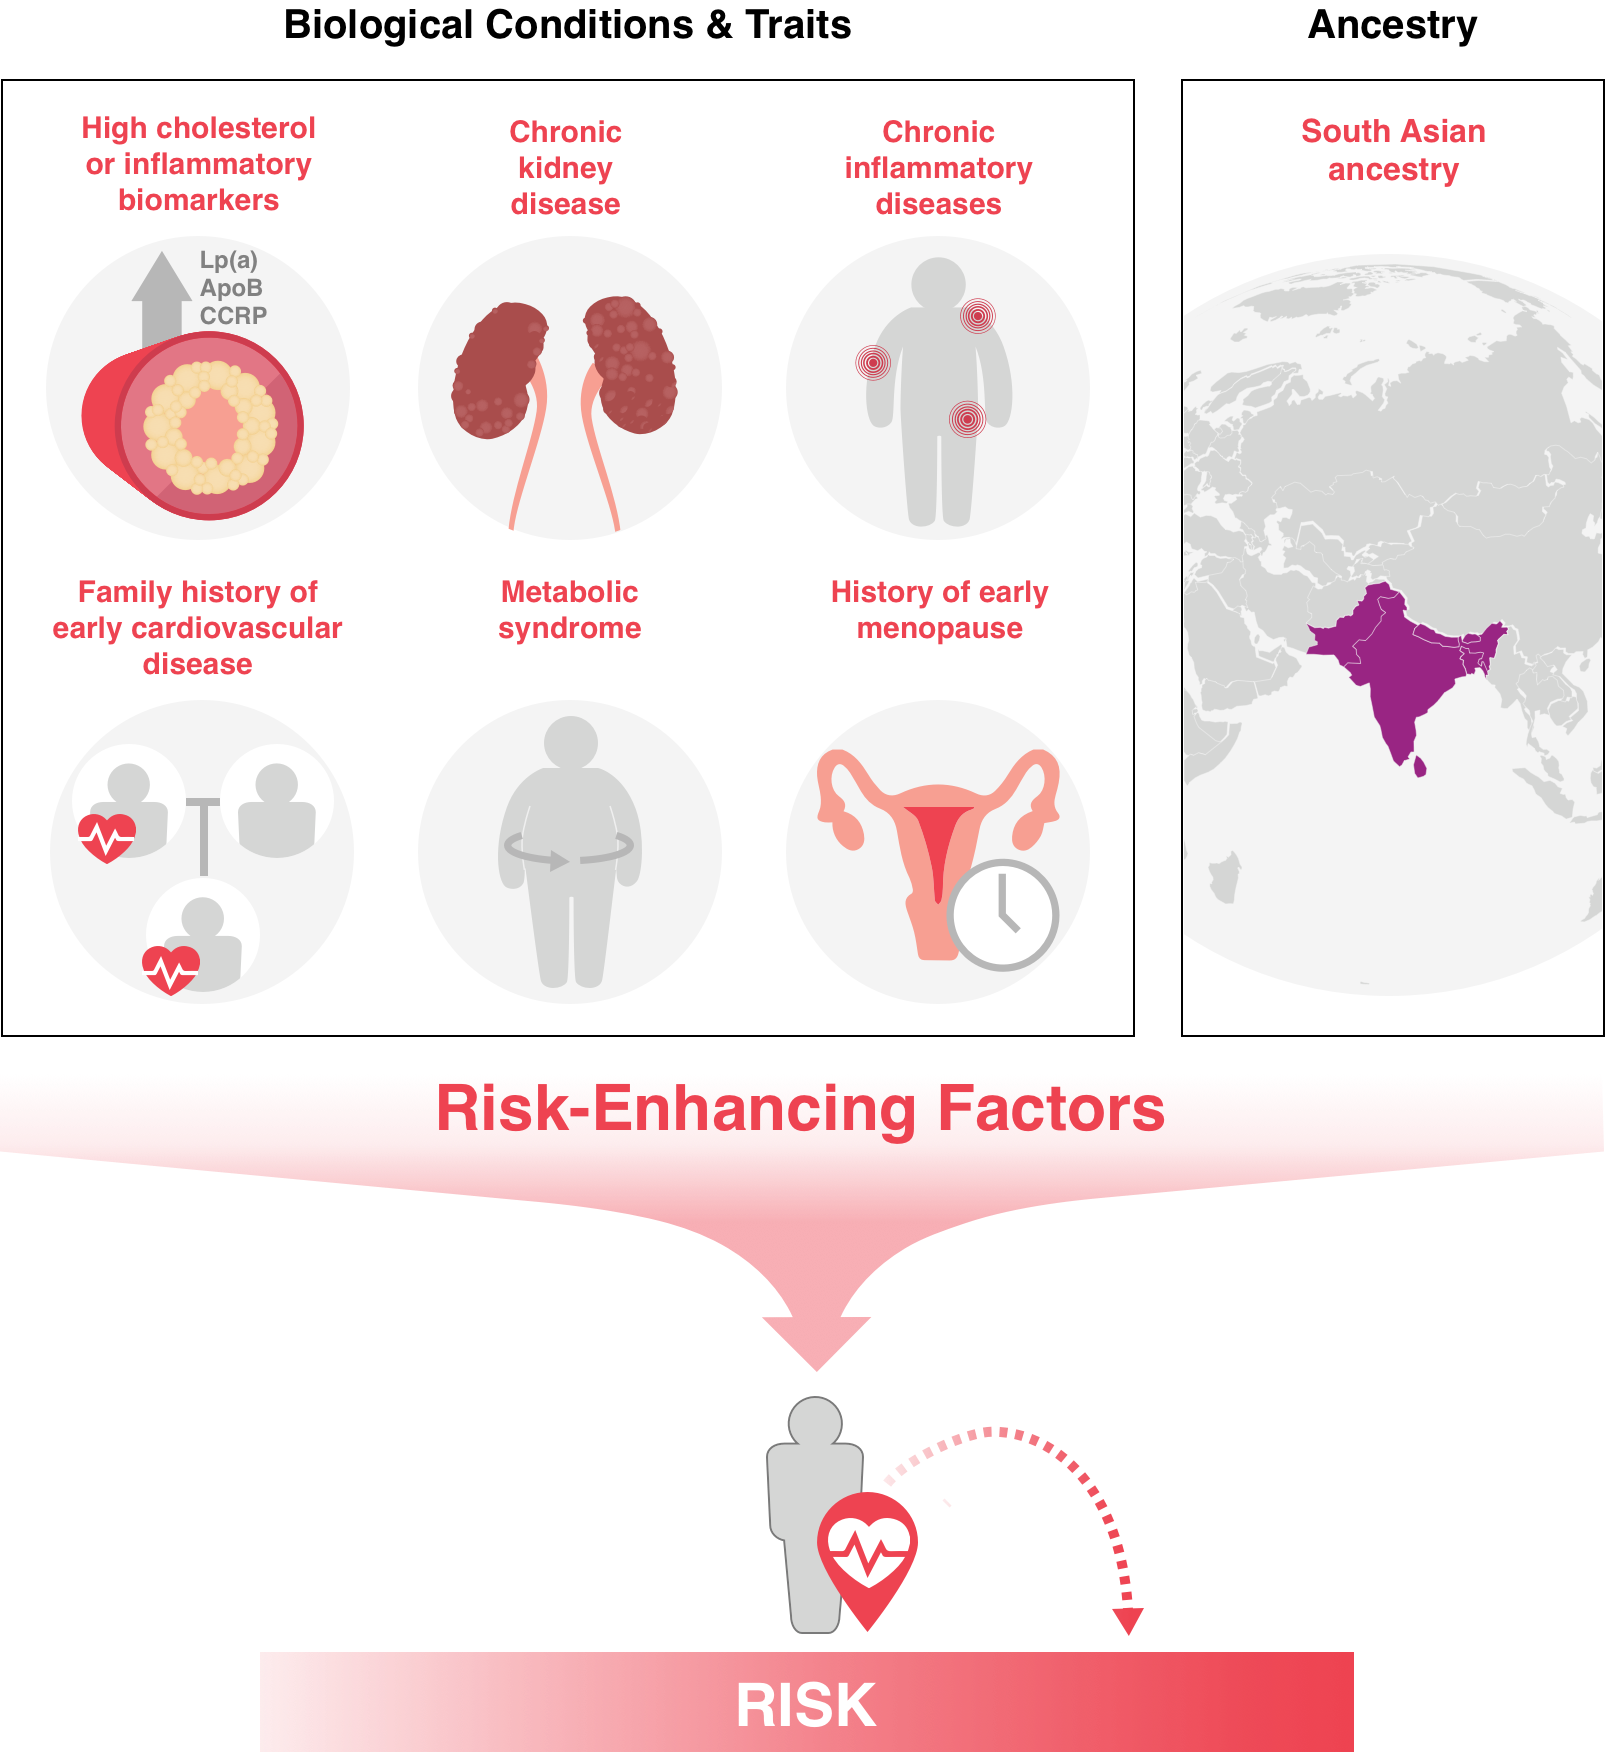 Biological Conditions & Traits
Ancestry
High cholesterol
or inflammatory
biomarkers
Lp(a)
ApoB
CCRP
Chronic
kidney
disease
Chronic
inflammatory
diseases
South Asian
ancestry
Family history of
early cardiovascular
disease
Metabolic
syndrome
History of early
menopause
Risk-Enhancing Factors
RISK